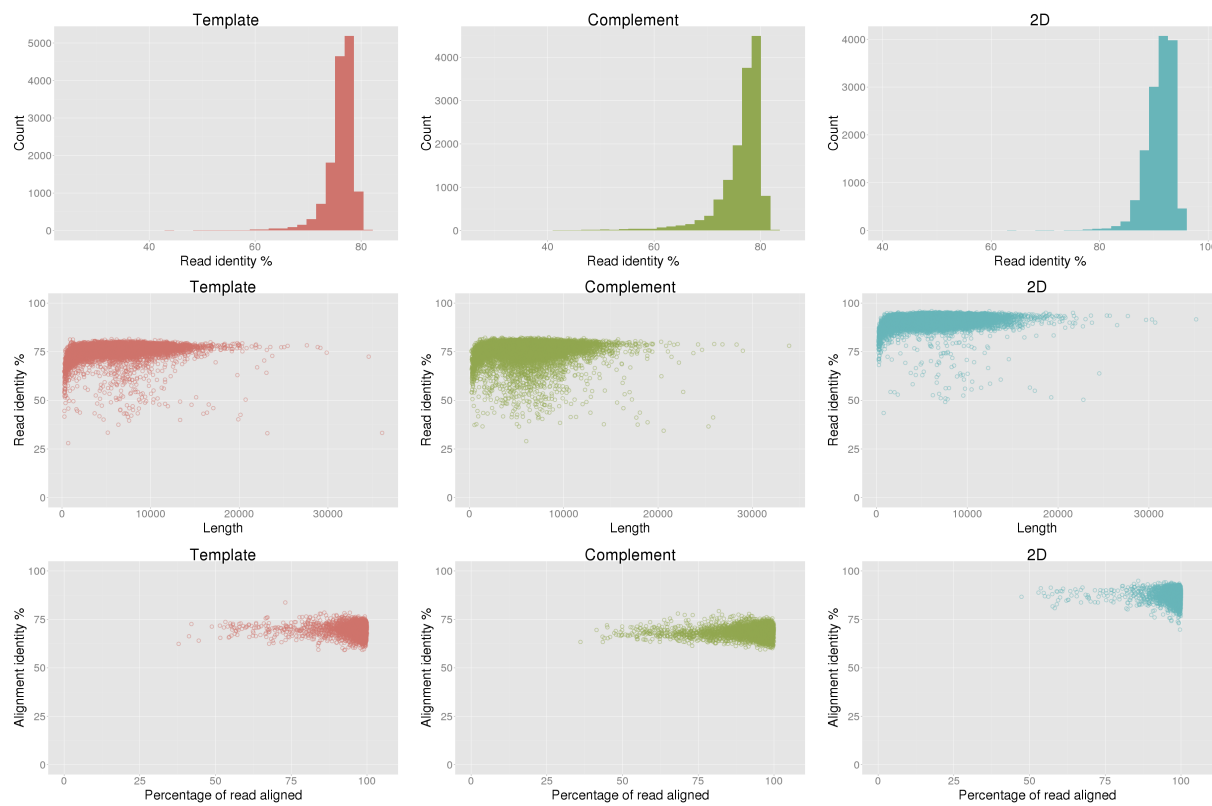 Template Complement 2D
5000 4000 3000 2000 1000 0
4000 3000 2000 1000 0
4000 3000 2000 1000 0
Count Count Count
40 60 80 40 60 80 40 60 80 10
Read identity % Read identity % Read identity %
Template Complement 2D
100 75 50 25 0
100 75 50 25 0
100 75 50 25 0
Read identity % Read identity % Read identity %
0 10000 20000 30000 0 10000 20000 30000 0 10000 20000 30000
Length Length Length
Template Complement 2D
100 75 50 25 0
100 75 50 25 0
100 75 50 25 0
Alignment identity % Alignment identity % Alignment identity %
0 25 50 75 100 0 25 50 75 100 0 25 50 75 100
Percentage of read aligned Percentage of read aligned Percentage of read aligned